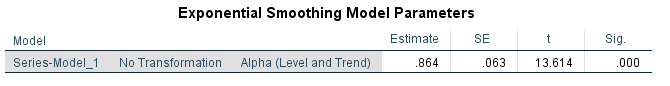 Exponential Smoothing Model Parameters
Model Estimate SE t Sig.
Series-Model_1 No Transformation Alpha (Level and Trend) .864 .063 13.614 .000